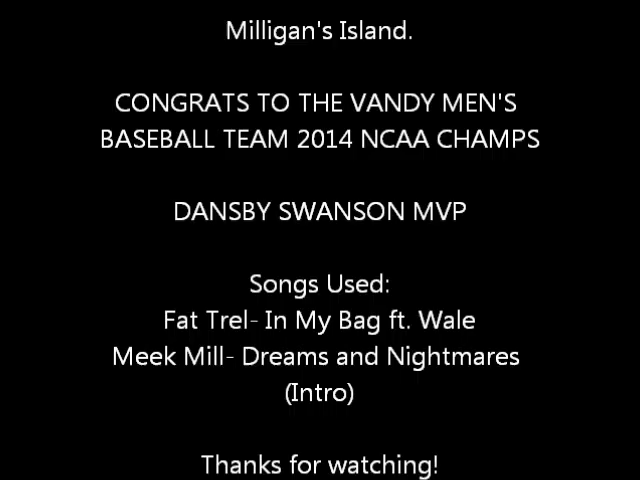 Milligan's Island.
CONGRATS TO THE VANDY MEN'S
BASEBALL TEAM 2014 NCAA CHAMPS
DANSBY SWANSON MVP
Songs Used:
Fat Trel- In My Bag ft. Wale
Meek Mill- Dreams and Nightmares
(Intro)
Thanks for watching!